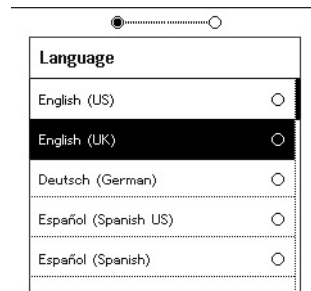 Language
English (US)
English (UK)
Deutsch (German)
Español (Spanish US)
Español (Spanish)